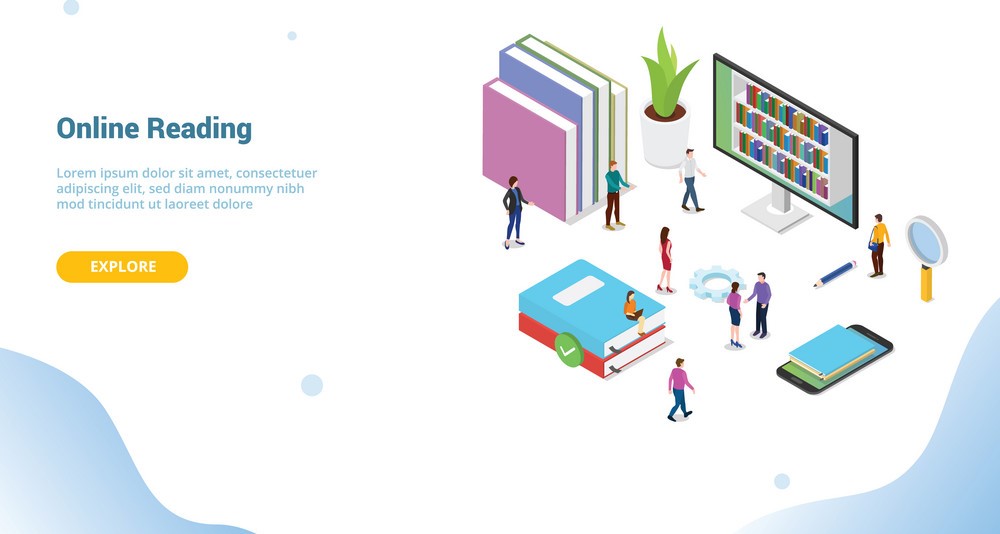 Online Reading
Lorem ipsum dolor sit amet, consectetuer
adipiscing elit, sed diam nonummy nibh
mod tincidunt ut laoreet dolore
EXPLORE